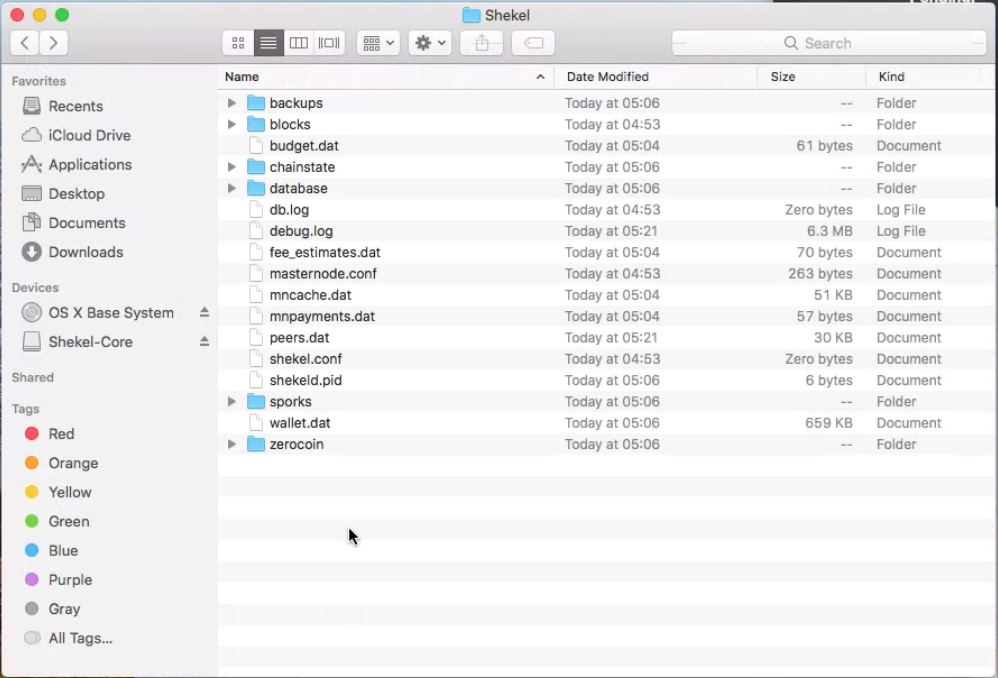 Shekel
Search
Favorites
Recents
iCloud Drive
Applications
Desktop
Documents
Downloads
Devices
OS X Base System
Shekel-Core
Shared
Tags
Red
Orange
Yellow
Green
Blue
Purple
Gray
All Tags...
Name Date Modified Size Kind
backups Today at 05:06 -- Folder
blocks Today at 04:53 -- Folder
budget.dat Today at 05:04 61 bytes Document
chainstate Today at 05:06 -- Folder
database Today at 05:06 -- Folder
db.log Today at 04:53 Zero bytes Log File
debug.log Today at 05:21 6.3 MB Log File
fee_estimates.dat Today at 05:04 70 bytes Document
masternode.conf Today at 04:53 263 bytes Document
mncache.dat Today at 05:04 51 KB Document
mnpayments.dat Today at 05:04 57 bytes Document
peers.dat Today at 05:21 30 KB Document
shekel.conf Today at 04:53 Zero bytes Document
shekeld.pid Today at 05:06 6 bytes Document
sporks Today at 05:06 -- Folder
wallet.dat Today at 05:06 659 KB Document
zerocoin Today at 05:06 -- Folder